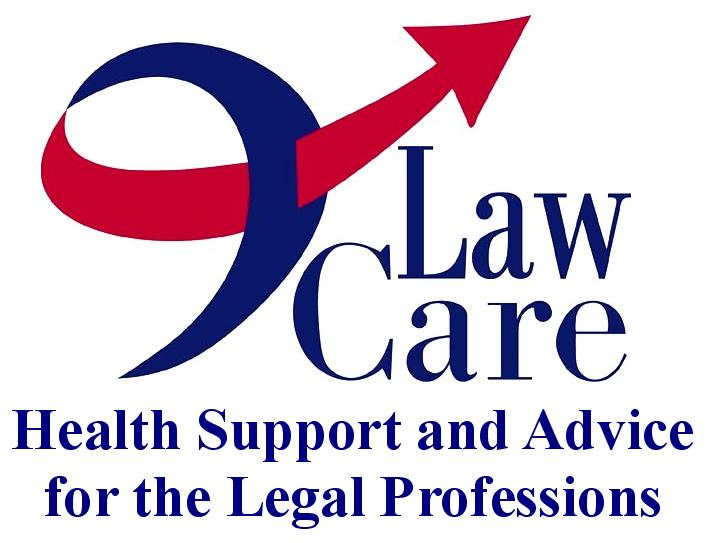 Law
Care
Health Support and Advice
for the Legal Professions